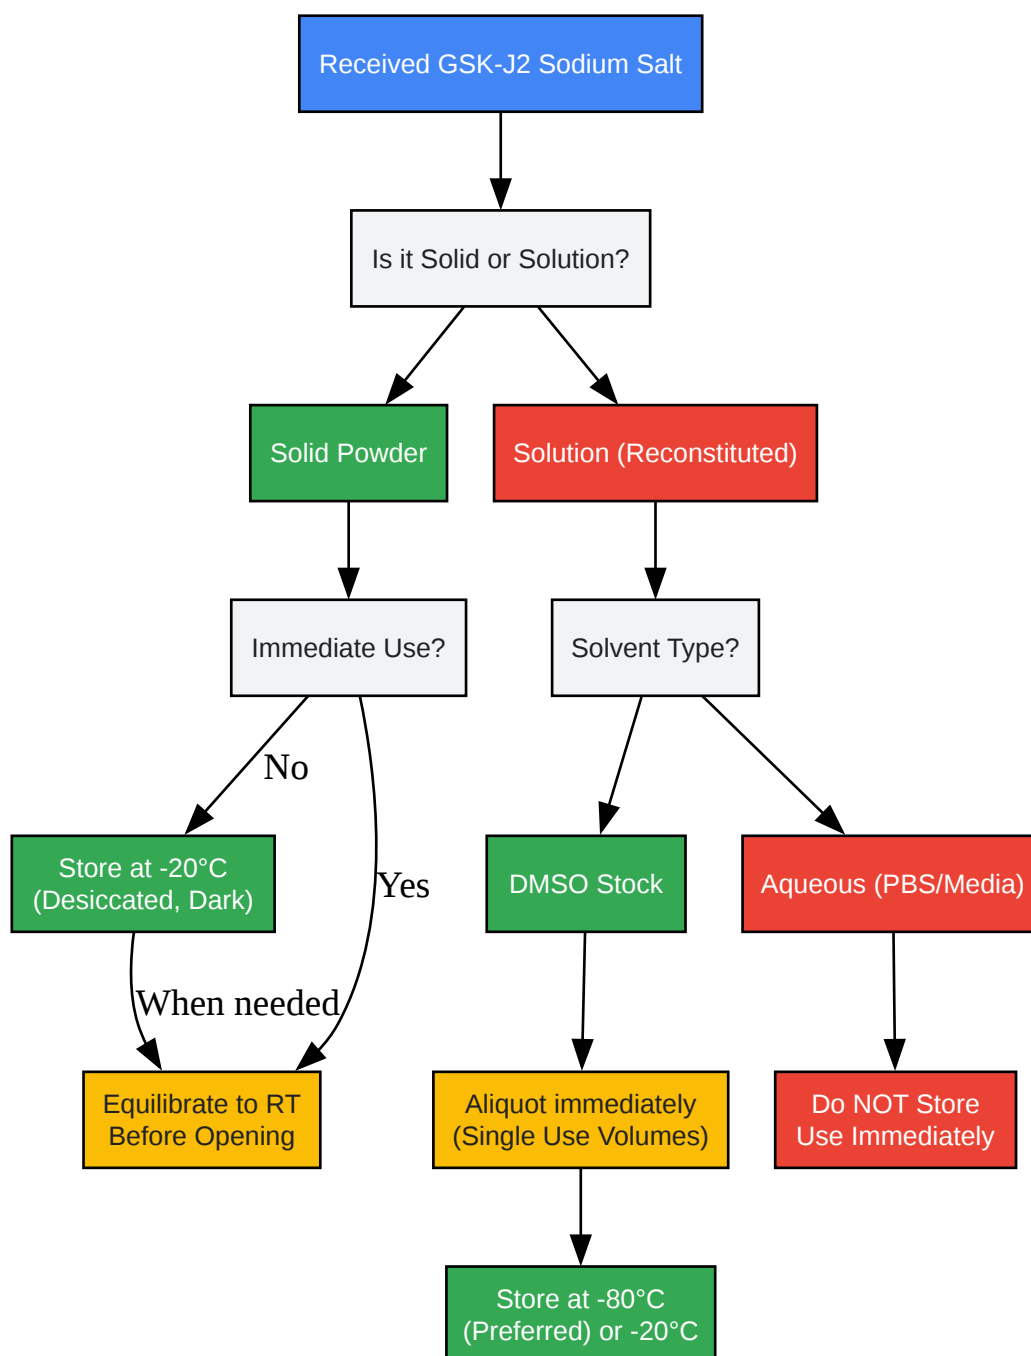 Received GSK-J2 Sodium Salt
Is it Solid or Solution?
Solid Powder
Solution (Reconstituted)
Immediate Use?
Solvent Type?
No
Yes
Store at -20°C
(Desiccated, Dark)
DMSO Stock
Aqueous (PBS/Media)
When needed
Equilibrate to RT
Before Opening
Aliquot immediately
(Single Use Volumes)
Do NOT Store
Use Immediately
Store at -80°C
(Preferred) or -20°C